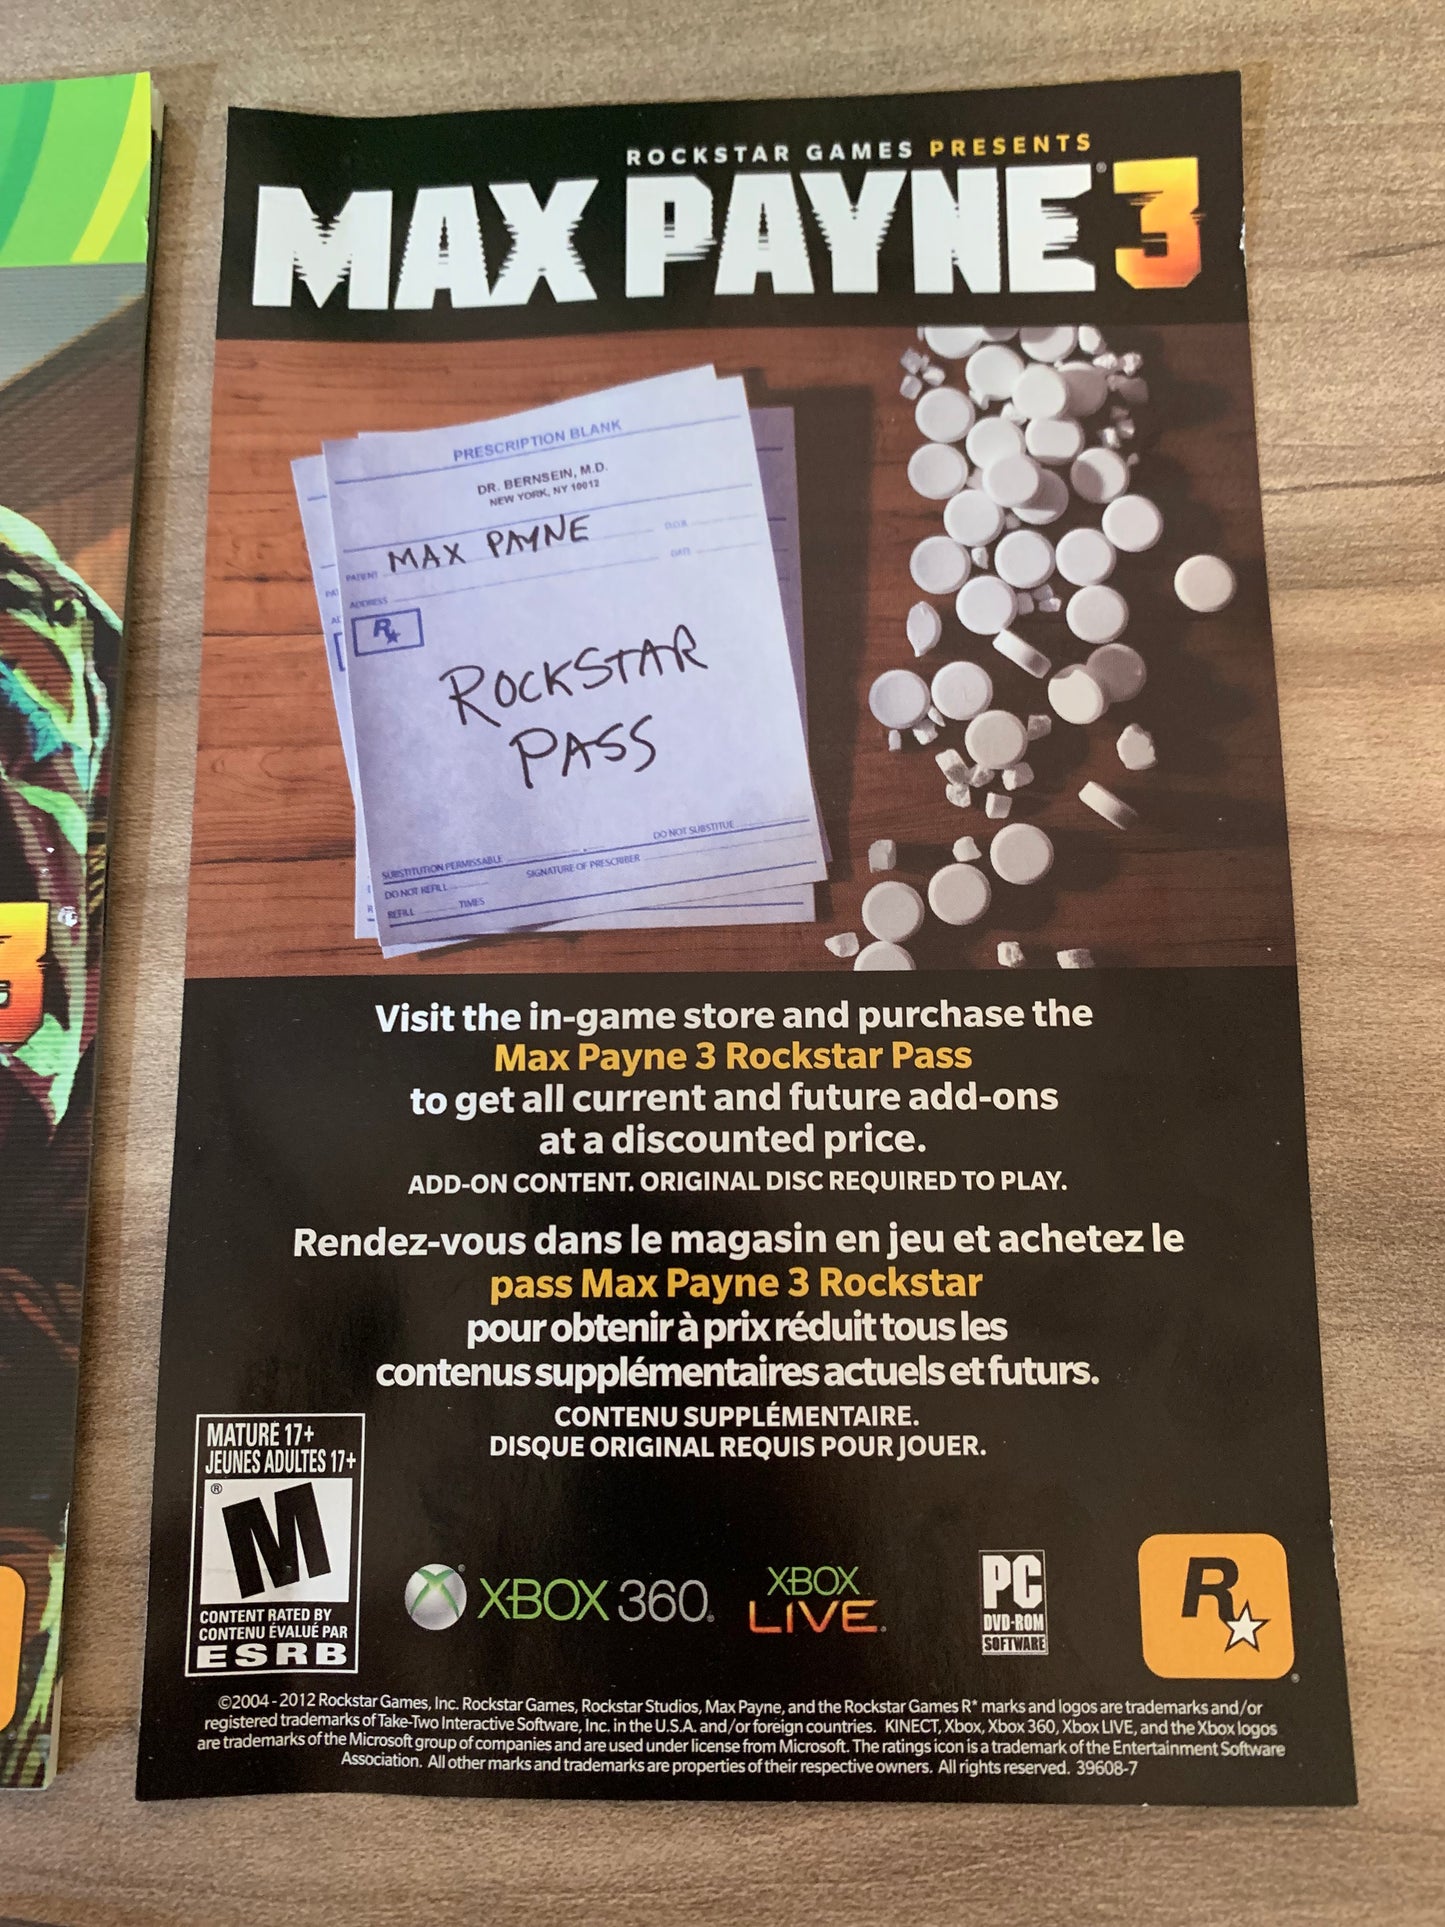 ROCKSTAR GAMES PRESENTS
MAX PAYNE® 3
PRESCRIPTION BLANK
DR. BERNSEIN, M.D.
NEW YORK, NY 10012
PATIENT MAX PAYNE D.O.B.
ADDRESS DATE
R★
ROCKSTAR
PASS
DO NOT SUBSTITUE
SUBSTITUTION PERMISSABLE
SIGNATURE OF PRESCRIBER
DO NOT REFILL
REFILL TIMES
Visit the in-game store and purchase the
Max Payne 3 Rockstar Pass
to get all current and future add-ons
at a discounted price.
ADD-ON CONTENT. ORIGINAL DISC REQUIRED TO PLAY.
Rendez-vous dans le magasin en jeu et achetez le
pass Max Payne 3 Rockstar
pour obtenir à prix réduit tous les
contenus supplémentaires actuels et futurs.
CONTENU SUPPLÉMENTAIRE.
DISQUE ORIGINAL REQUIS POUR JOUER.
MATURE 17+
JEUNES ADULTES 17+
®
M
CONTENT RATED BY
CONTENU ÉVALUÉ PAR
ESRB
XBOX 360.
XBOX
LIVE.
PC
DVD-ROM
SOFTWARE
R★®
©2004 - 2012 Rockstar Games, Inc. Rockstar Games, Rockstar Studios, Max Payne, and the Rockstar Games R* marks and logos are trademarks and/or
registered trademarks of Take-Two Interactive Software, Inc. in the U.S.A. and/or foreign countries. KINECT, Xbox, Xbox 360, Xbox LIVE, and the Xbox logos
are trademarks of the Microsoft group of companies and are used under license from Microsoft. The ratings icon is a trademark of the Entertainment Software
Association. All other marks and trademarks are properties of their respective owners. All rights reserved. 39608-7